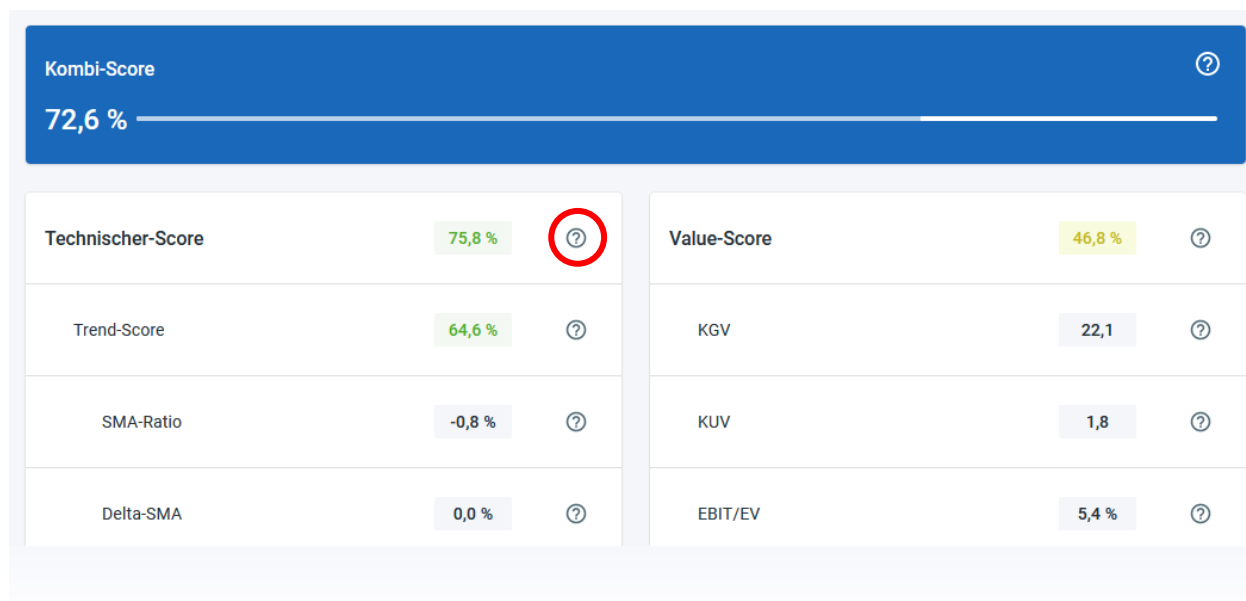 Kombi-Score
72,6 %
Technischer-Score 75,8 %
Value-Score 46,8 %
Trend-Score 64,6 %
KGV 22,1
SMA-Ratio -0,8 %
KUV 1,8
Delta-SMA 0,0 %
EBIT/EV 5,4 %